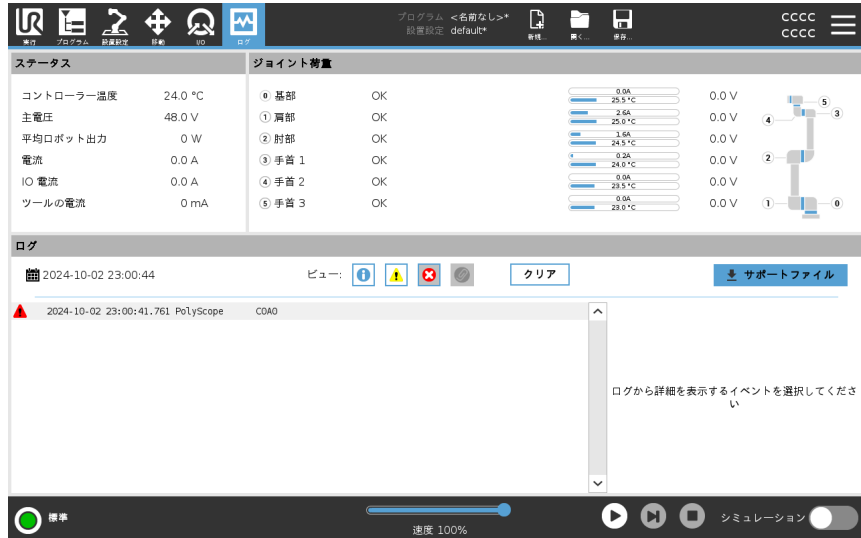 UR
実行 プログラム 設置設定 移動 I/O ログ
プログラム <名前なし>*
設置設定 default*
新規... 開く... 保存...
CCCC
CCCC
ステータス
コントローラー温度 24.0 °C
主電圧 48.0 V
平均ロボット出力 0 W
電流 0.0 A
IO 電流 0.0 A
ツールの電流 0 mA
ジョイント荷重
0 基部 OK 0.0A 25.5 °C 0.0 V
1 肩部 OK 2.6A 25.0 °C 0.0 V
2 肘部 OK 1.6A 24.5 °C 0.0 V
3 手首 1 OK 0.2A 24.0 °C 0.0 V
4 手首 2 OK 0.0A 23.5 °C 0.0 V
5 手首 3 OK 0.0A 23.0 °C 0.0 V
5
3
4
2
1 0
ログ
2024-10-02 23:00:44 ビュー: クリア サポートファイル
2024-10-02 23:00:41.761 PolyScope C0A0
ログから詳細を表示するイベントを選択してくださ
い
標準
速度 100%
シミュレーション